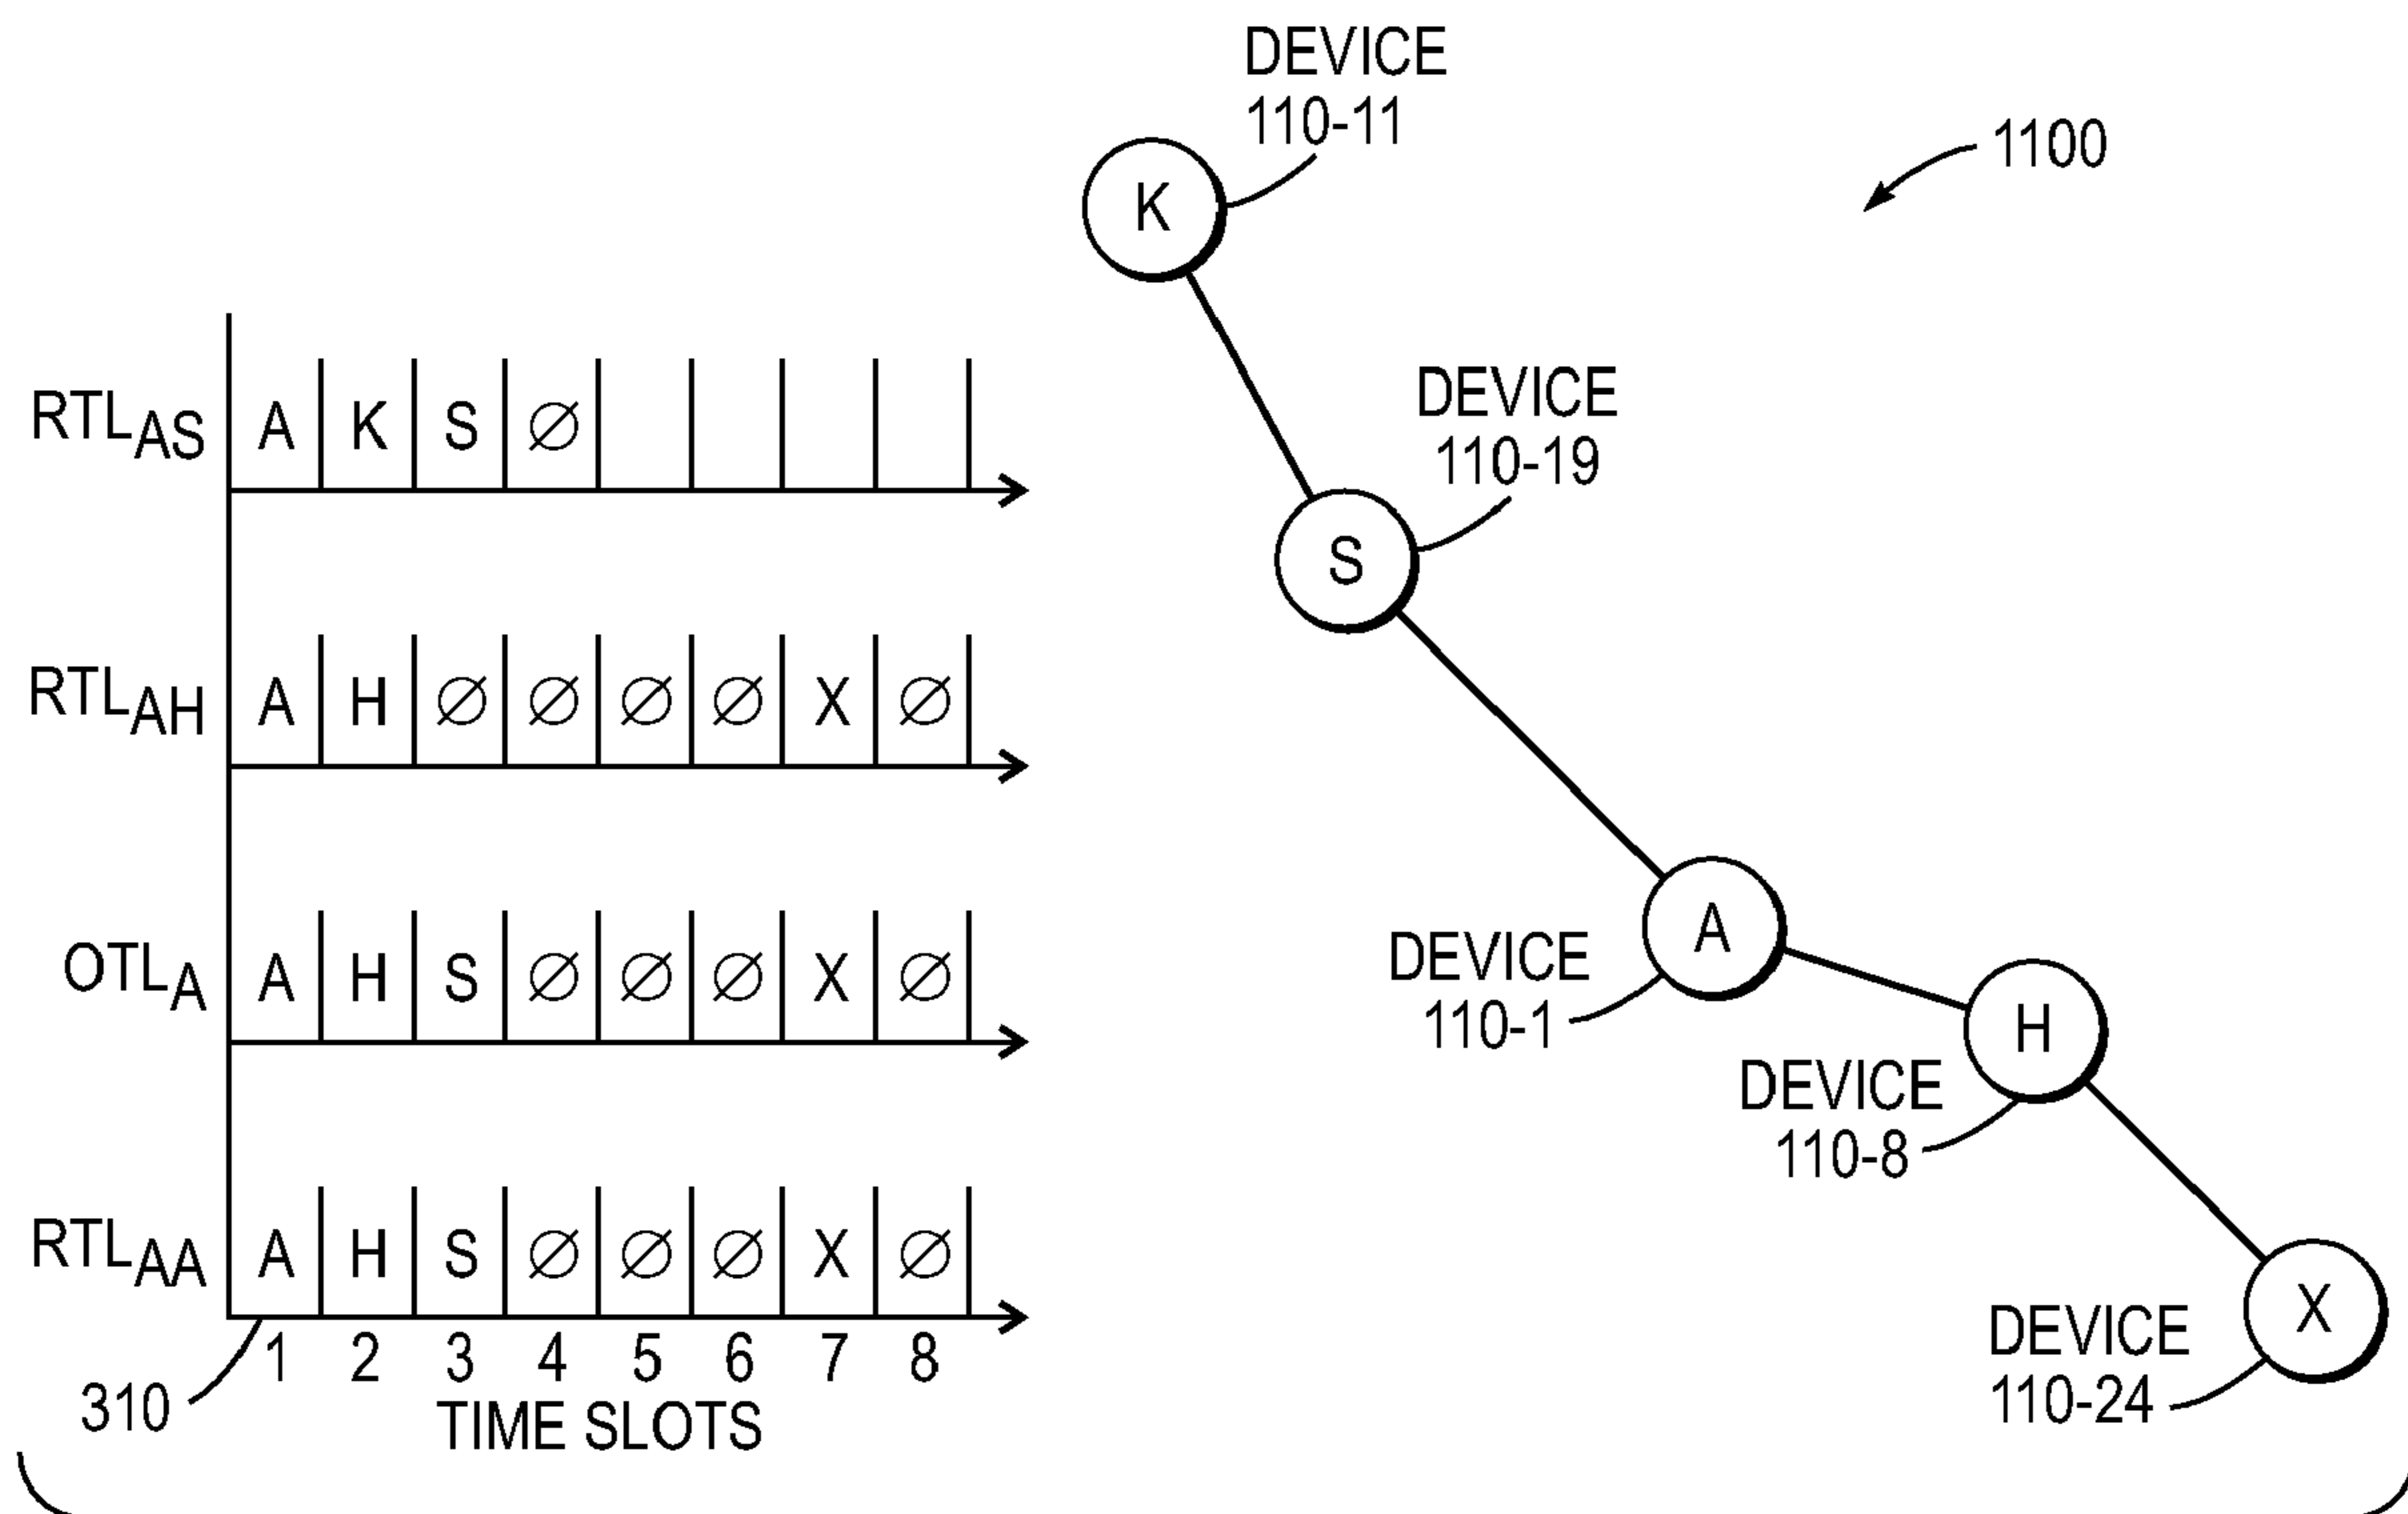 DEVICE
110-11
1100
K
DEVICE
110-19
RTLAS A K S ∅
S
RTLAH A H ∅ ∅ ∅ ∅ X ∅
A
DEVICE
110-1
OTLA A H S ∅ ∅ ∅ X ∅
H
DEVICE
110-8
RTLAA A H S ∅ ∅ ∅ X ∅
X
DEVICE
110-24
1 2 3 4 5 6 7 8
310
TIME SLOTS